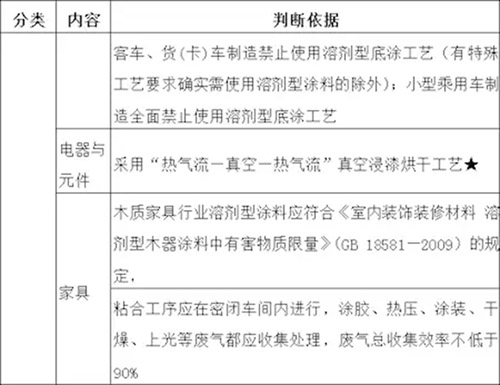 分类 内容 判断依据
客车、货(卡)车制造禁止使用溶剂型底涂工艺（有特殊
工艺要求确实需使用溶剂型涂料的除外）；小型乘用车制
造全面禁止使用溶剂型底涂工艺
电器与
元件
采用“热气流—真空—热气流”真空浸漆烘干工艺★
家具
木质家具行业溶剂型涂料应符合《室内装饰装修材料 溶
剂型木器涂料中有害物质限量》(GB 18581—2009）的规
定，
粘合工序应在密闭车间内进行，涂胶、热压、涂装、干
燥、上光等废气都应收集处理，废气总收集效率不低于
90%